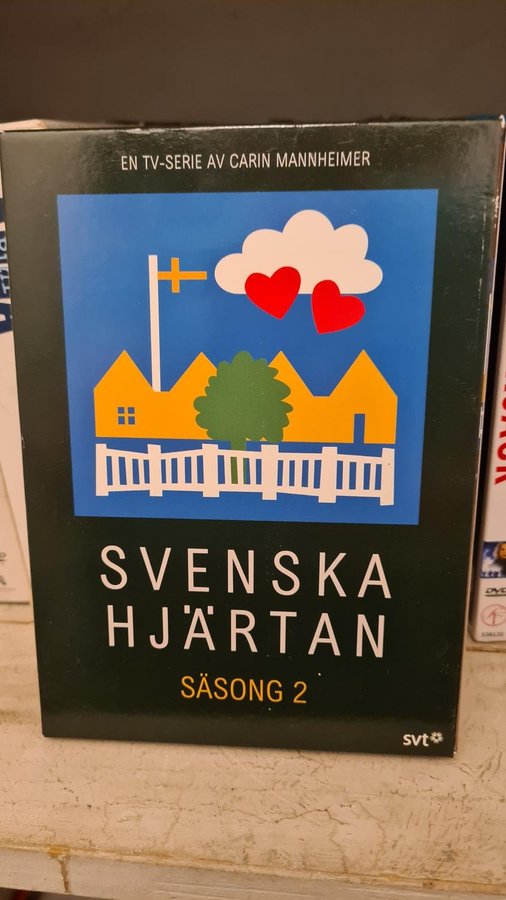 EN TV-SERIE AV CARIN MANNHEIMER
SVENSKA
HJÄRTAN
SÄSONG 2
svt